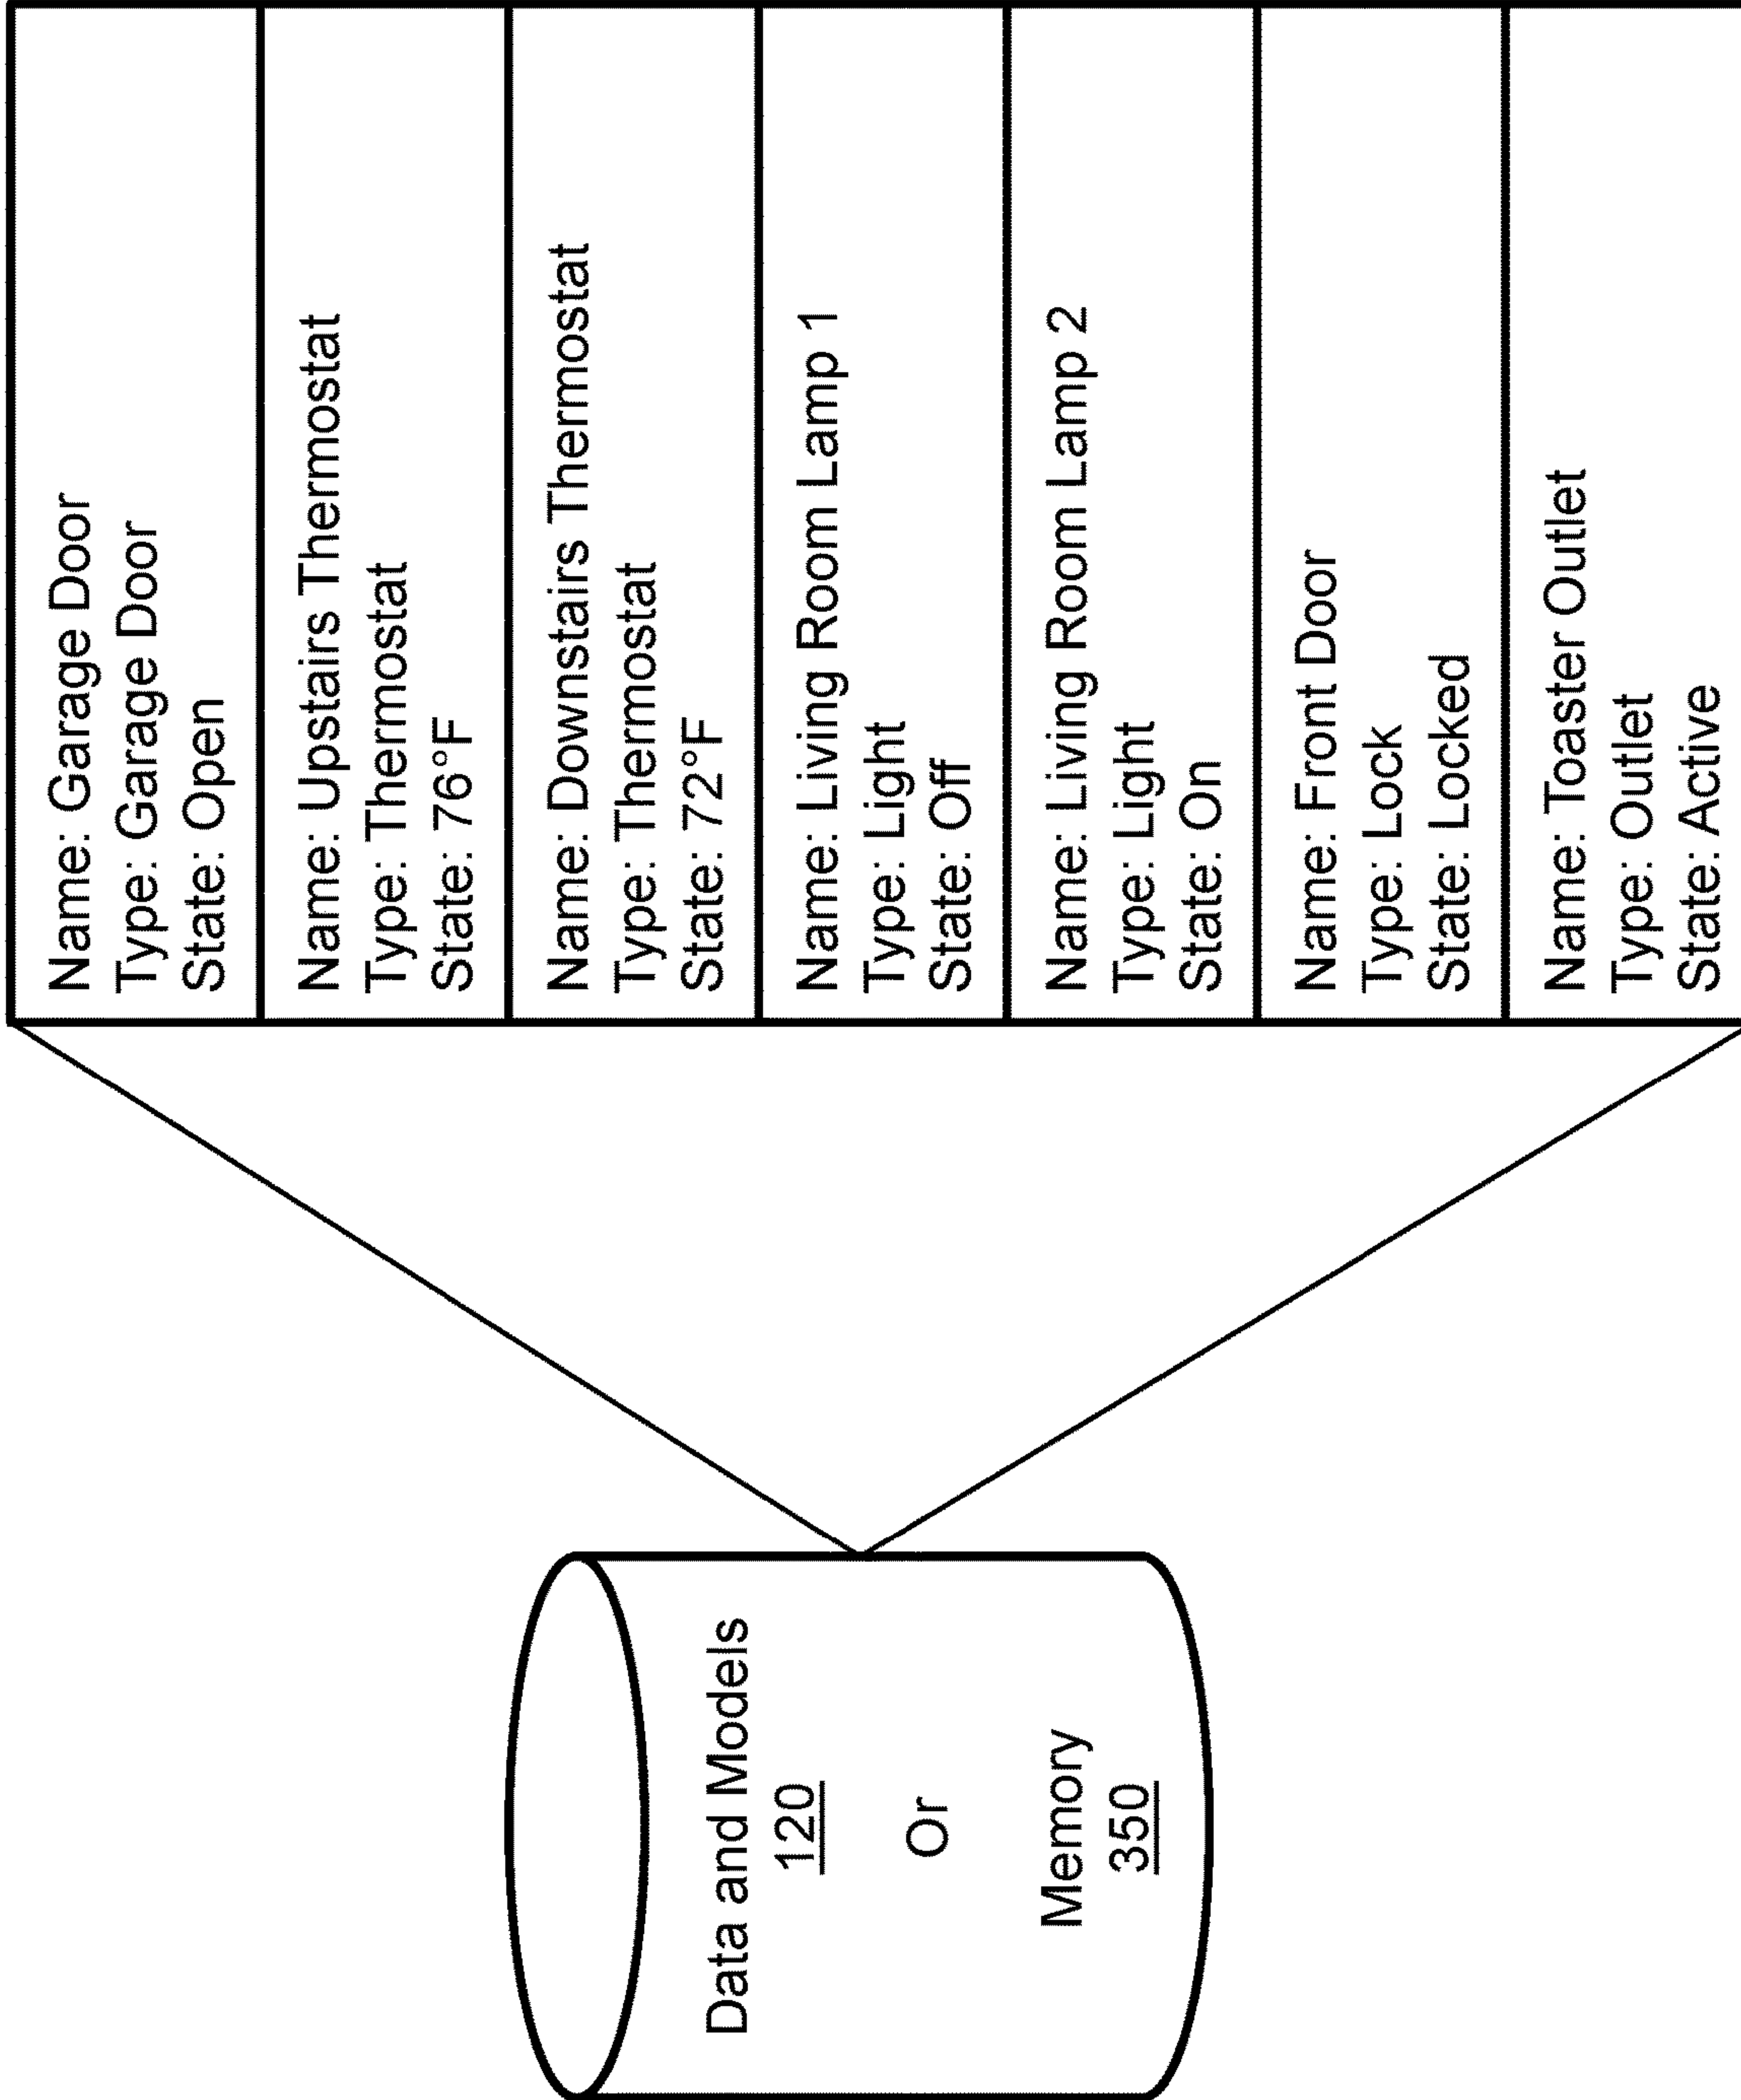 Data and Models
120
Or
Memory
350
Name: Garage Door
Type: Garage Door
State: Open
Name: Upstairs Thermostat
Type: Thermostat
State: 76°F
Name: Downstairs Thermostat
Type: Thermostat
State: 72°F
Name: Living Room Lamp 1
Type: Light
State: Off
Name: Living Room Lamp 2
Type: Light
State: On
Name: Front Door
Type: Lock
State: Locked
Name: Toaster Outlet
Type: Outlet
State: Active